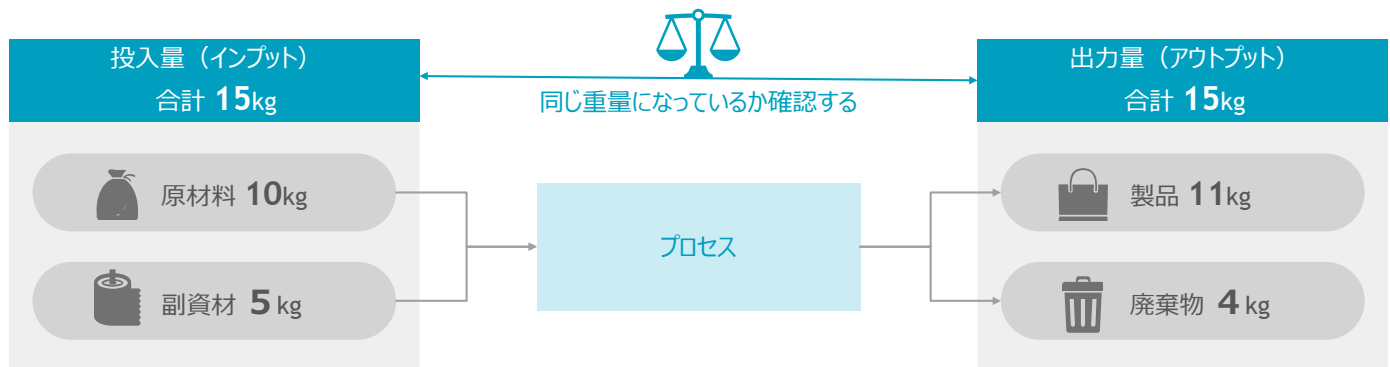 投入量（インプット）
合計 15kg
同じ重量になっているか確認する
出力量（アウトプット）
合計 15kg
原材料 10kg
副資材 5 kg
プロセス
製品 11kg
廃棄物 4 kg